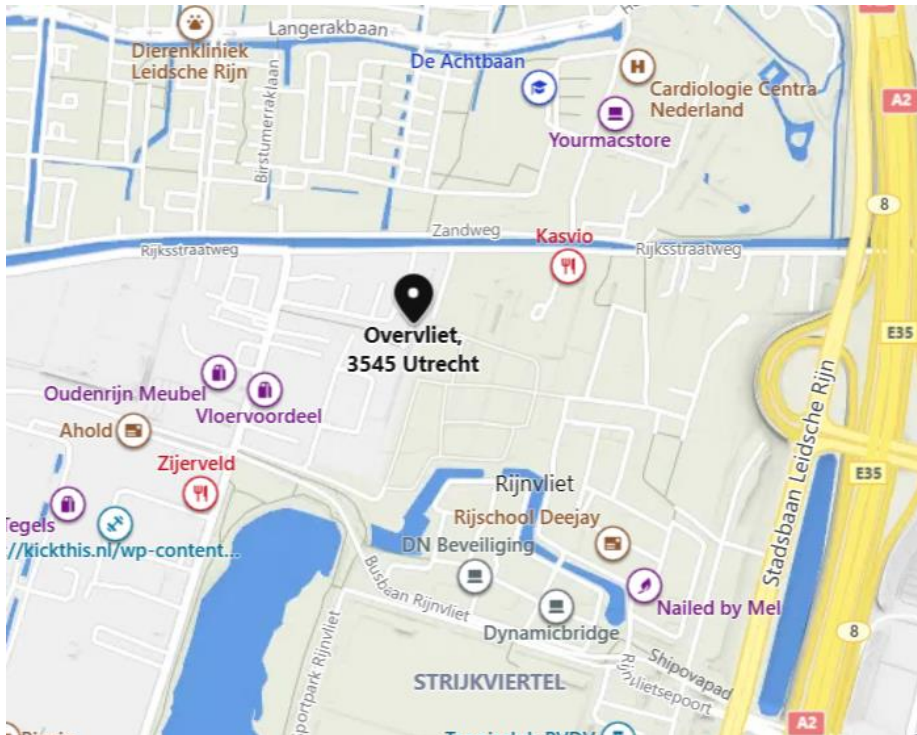 Langerakbaan
Dierenkliniek
Leidsche Rijn
De Achtbaan
Cardiologie Centra
Nederland
A2
Yourmacstore
Birstumerraklaan
8
Zandweg
Rijksstraatweg
Kasvio
Rijksstraatweg
Overvliet,
3545 Utrecht
E35
Oudenrijn Meubel
Vloervoordeel
Ahold
Stadsbaan Leidsche Rijn
Zijerveld
E35
Rijnvliet
Tegels
Rijschool Deejay
//kickthis.nl/wp-content...
DN Beveiliging
Busbaan Rijnvliet
Nailed by Mel
Dynamicbridge
8
Shipovapad
Rijnvlietsepoort
STRIJKVIERTEL
portpark Rijnvliet
A2